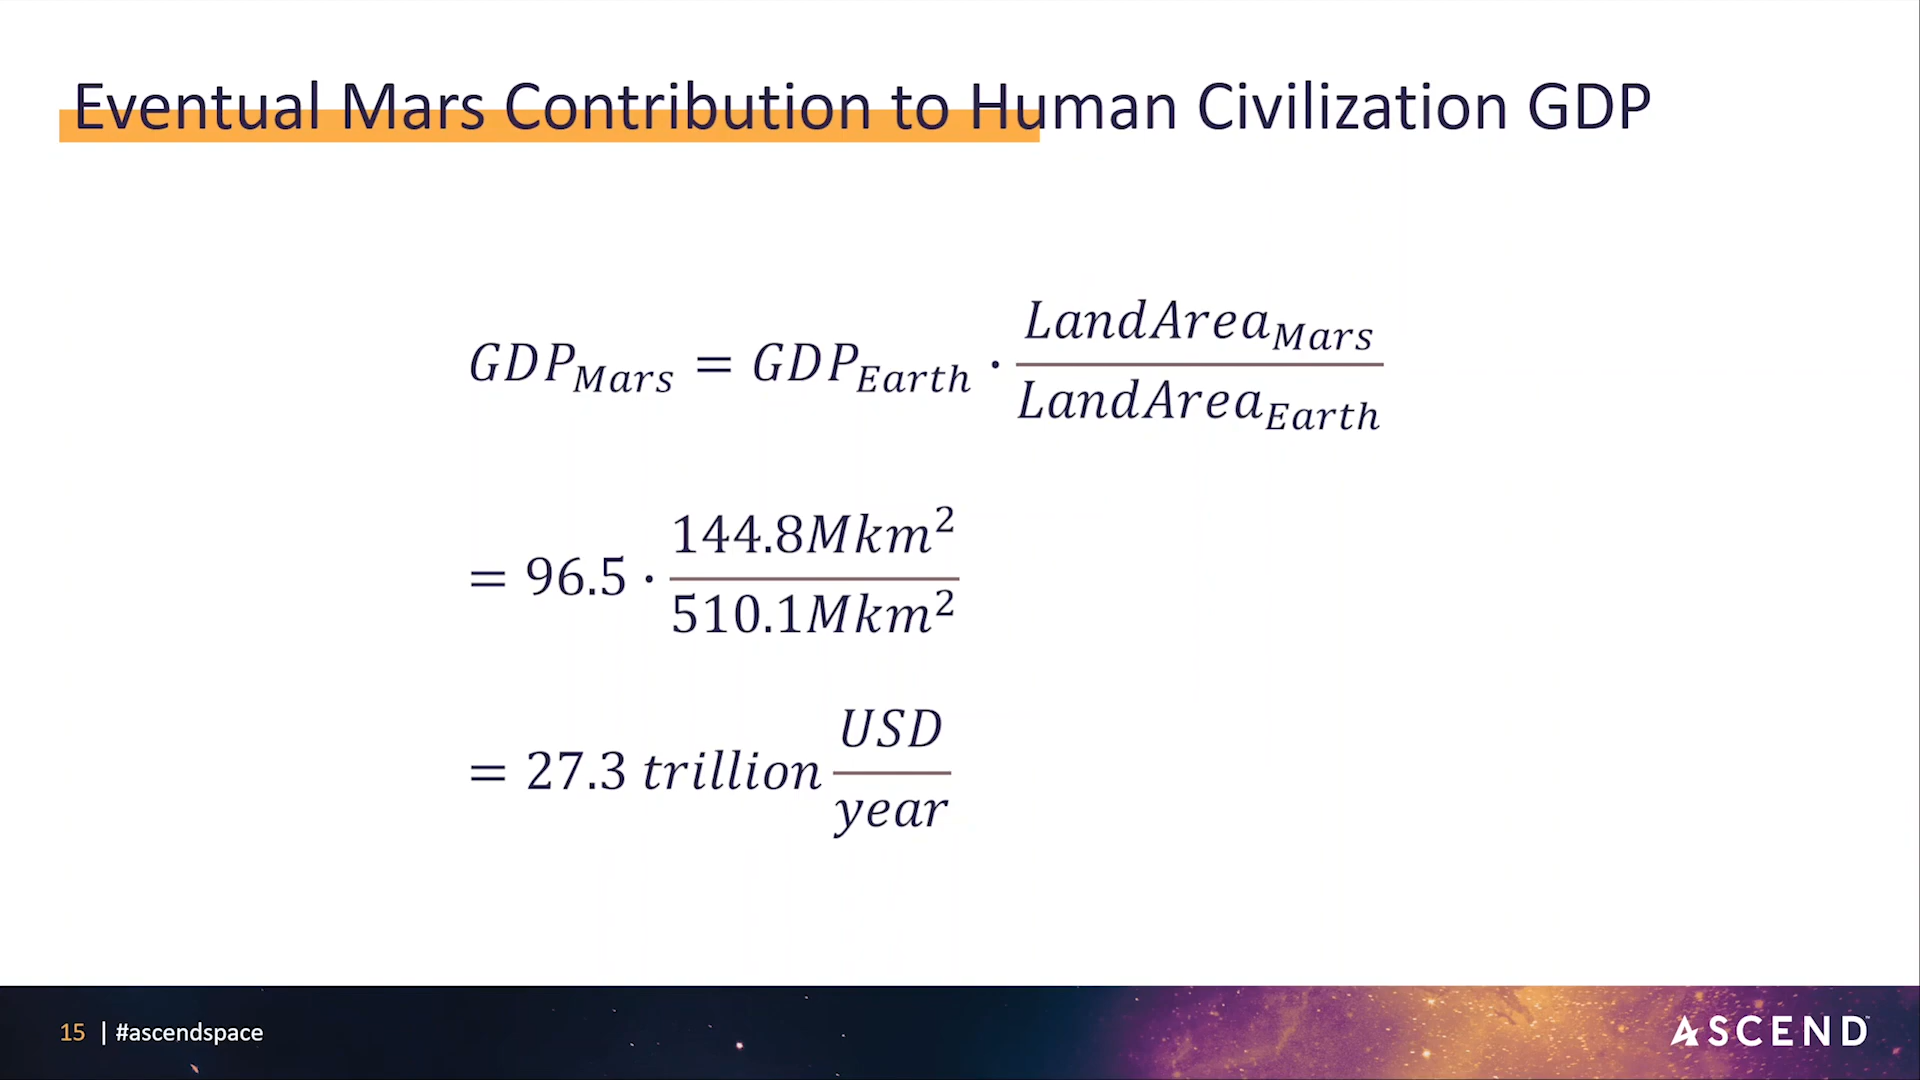 Eventual Mars Contribution to Human Civilization GDP
GDP_Mars = GDP_Earth · LandArea_Mars / LandArea_Earth
= 96.5 · 144.8Mkm² / 510.1Mkm²
= 27.3 trillion USD / year
15 | #ascendspace
ASCEND